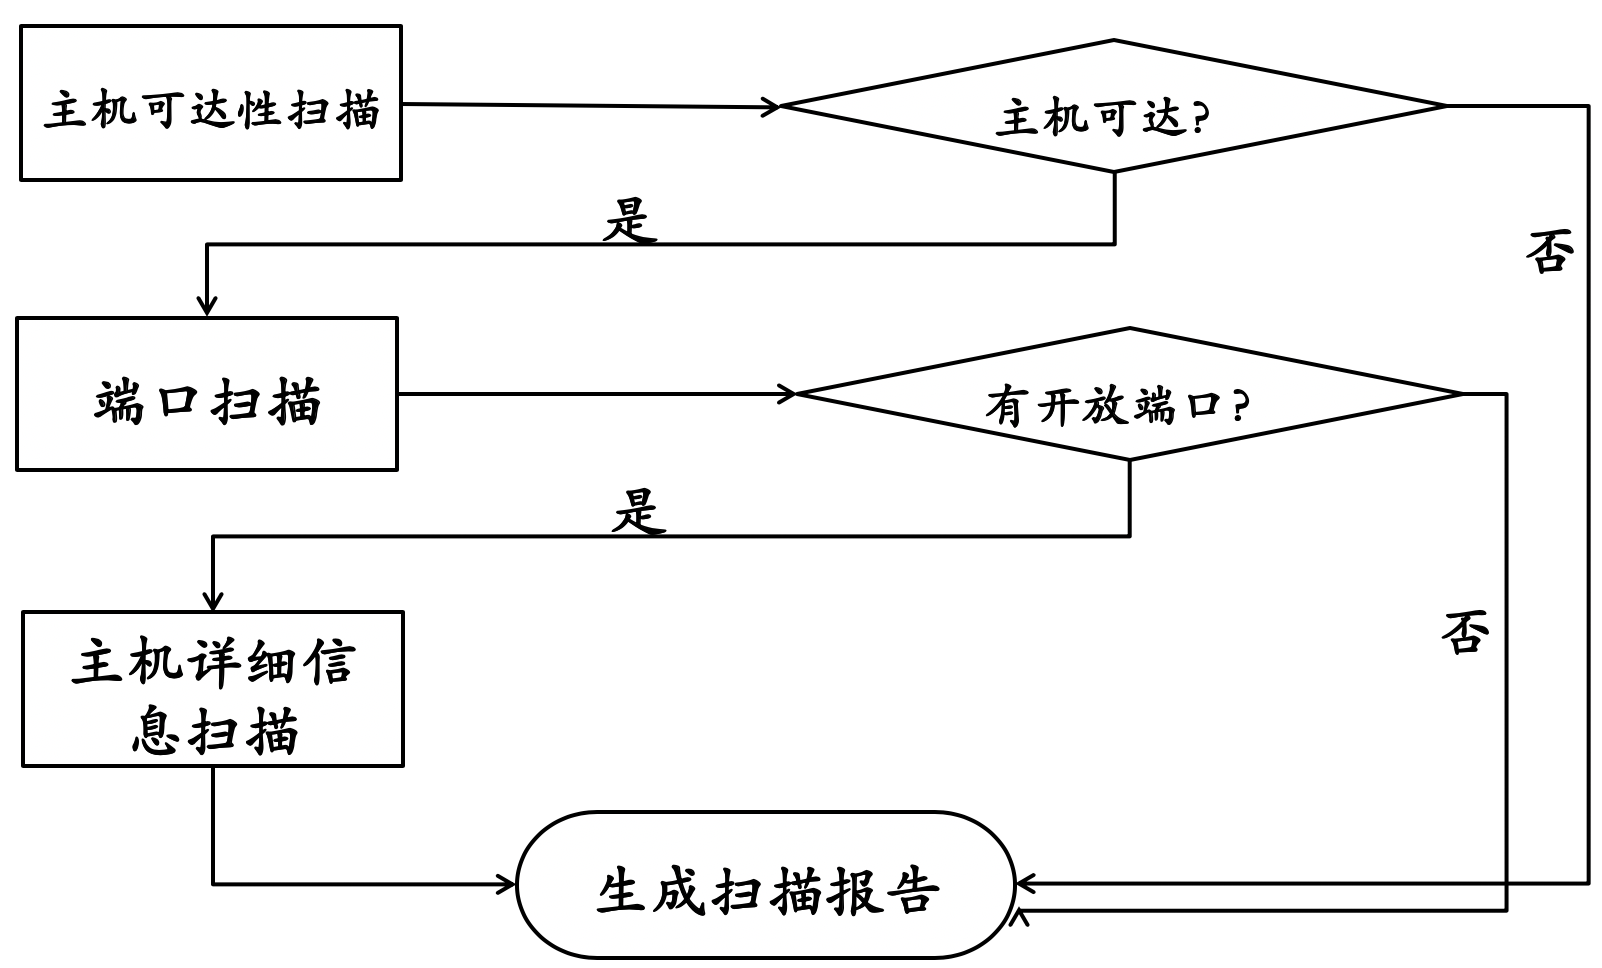 主机可达性扫描
主机可达?
是
否
端口扫描
有开放端口?
是
否
主机详细信
息扫描
生成扫描报告